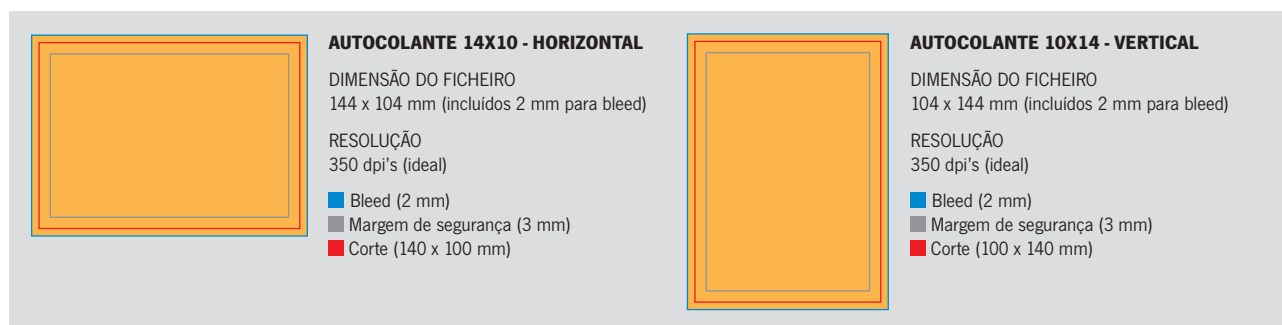 AUTOCOLANTE 14X10 - HORIZONTAL
DIMENSÃO DO FICHEIRO
144 x 104 mm (incluídos 2 mm para bleed)
RESOLUÇÃO
350 dpi's (ideal)
Bleed (2 mm)
Margem de segurança (3 mm)
Corte (140 x 100 mm)
AUTOCOLANTE 10X14 - VERTICAL
DIMENSÃO DO FICHEIRO
104 x 144 mm (incluídos 2 mm para bleed)
RESOLUÇÃO
350 dpi's (ideal)
Bleed (2 mm)
Margem de segurança (3 mm)
Corte (100 x 140 mm)